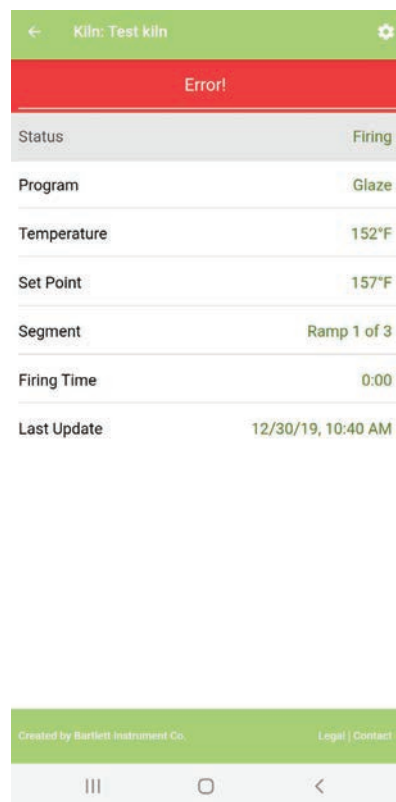 Kiln: Test kiln
Error!
Status Firing
Program Glaze
Temperature 152°F
Set Point 157°F
Segment Ramp 1 of 3
Firing Time 0:00
Last Update 12/30/19, 10:40 AM
Created by Bartlett Instrument Co. Legal | Contact